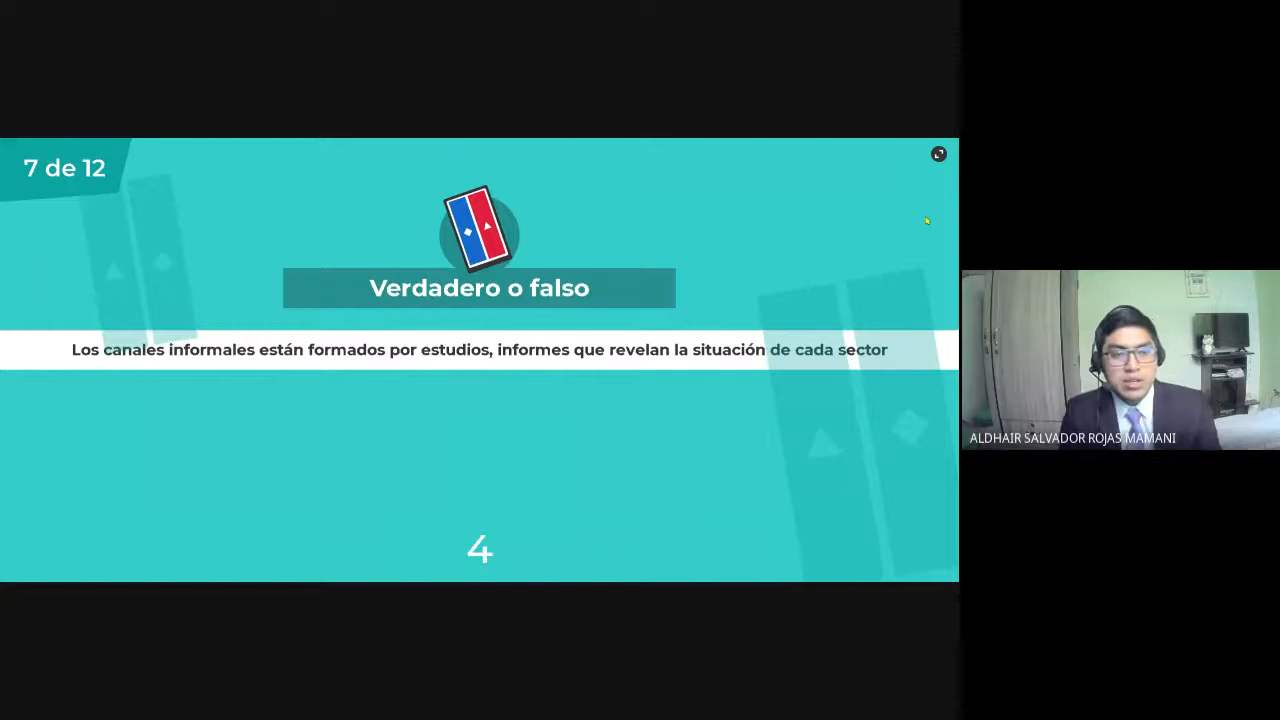 7 de 12
Verdadero o falso
Los canales informales están formados por estudios, informes que revelan la situación de cada sector
4
ALDHAIR SALVADOR ROJAS MAMANI